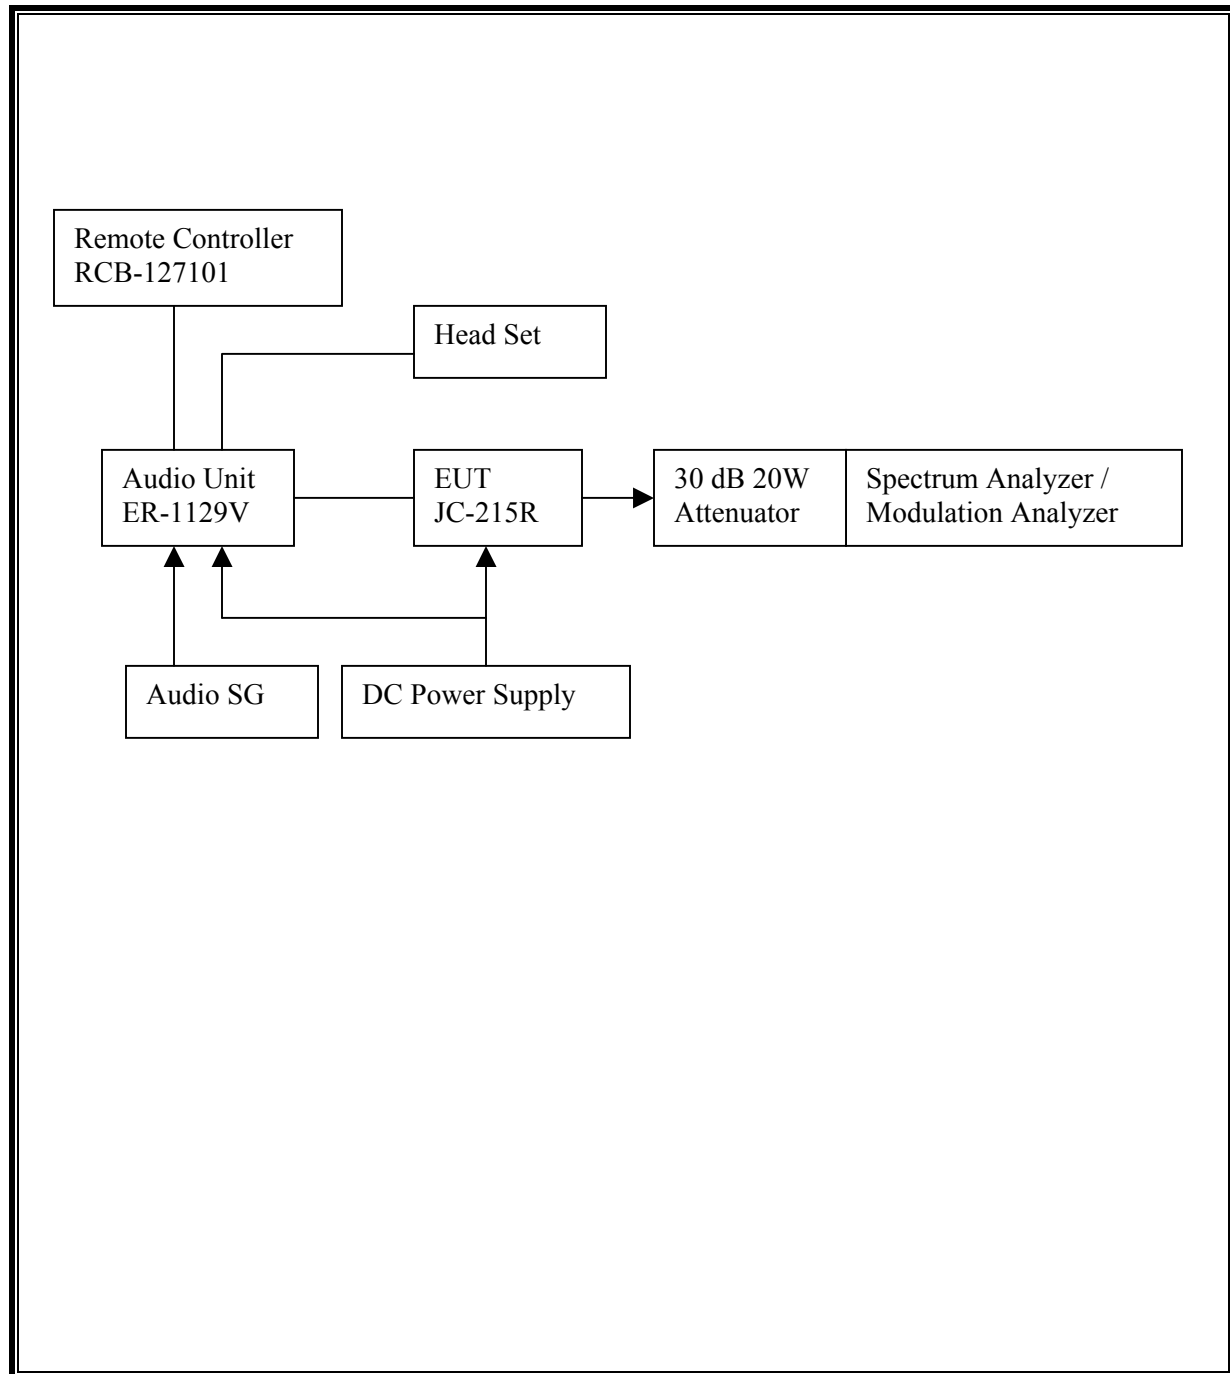 Remote Controller
RCB-127101
Head Set
Audio Unit
ER-1129V
EUT
JC-215R
30 dB 20W
Attenuator
Spectrum Analyzer /
Modulation Analyzer
Audio SG
DC Power Supply